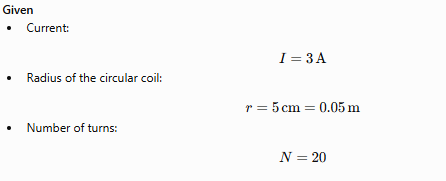 Given
• Current:
I = 3 A
• Radius of the circular coil:
r = 5 cm = 0.05 m
• Number of turns:
N = 20